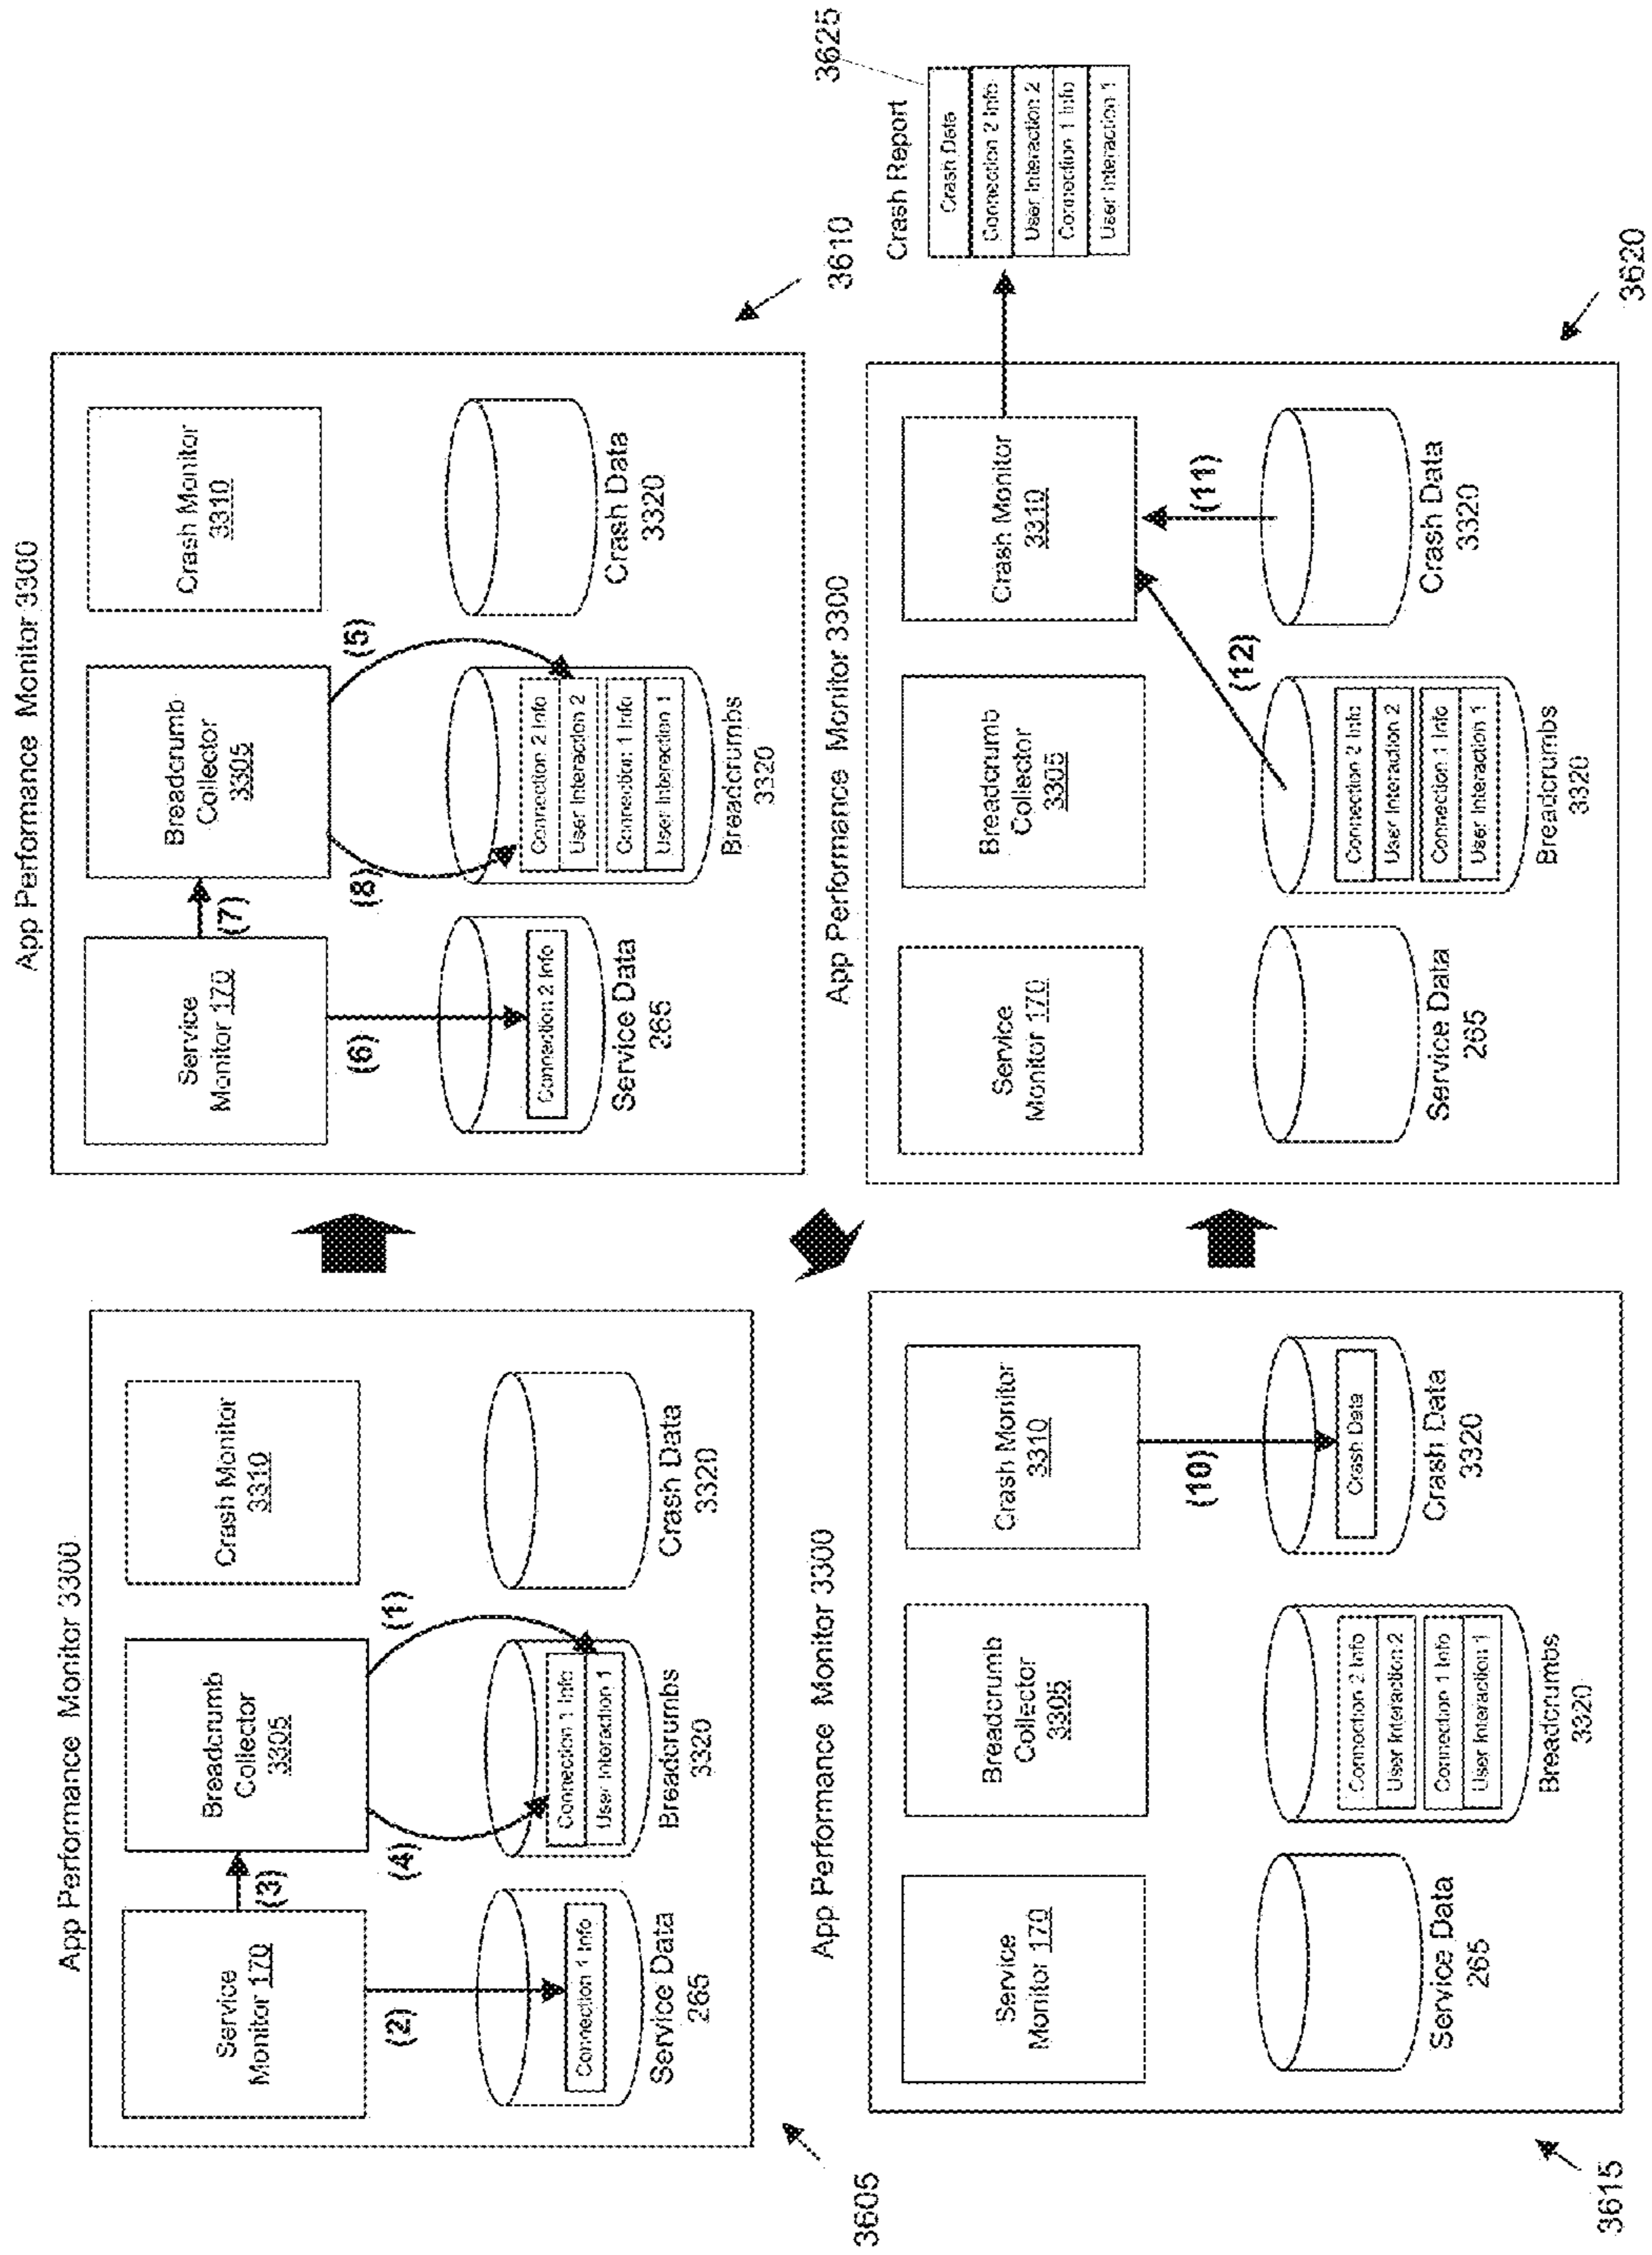 App Performance Monitor 3300
Service
Monitor 170
Breadcrumb
Collector
3305
Crash Monitor
3310
(3)
(2)
(4)
(1)
Connection 1 Info
Connection 1 Info
User Interaction 1
Service Data
265
Breadcrumbs
3320
Crash Data
3320
3605
App Performance Monitor 3300
Service
Monitor 170
Breadcrumb
Collector
3305
Crash Monitor
3310
(7)
(6)
(8)
(5)
Connection 2 Info
Connection 2 Info
User Interaction 2
Connection 1 Info
User Interaction 1
Service Data
265
Breadcrumbs
3320
Crash Data
3320
3610
App Performance Monitor 3300
Service
Monitor 170
Breadcrumb
Collector
3305
Crash Monitor
3310
(10)
Connection 2 Info
User Interaction 2
Connection 1 Info
User Interaction 1
Crash Data
Service Data
265
Breadcrumbs
3320
Crash Data
3320
3615
App Performance Monitor 3300
Service
Monitor 170
Breadcrumb
Collector
3305
Crash Monitor
3310
(12)
(11)
Connection 2 Info
User Interaction 2
Connection 1 Info
User Interaction 1
Service Data
265
Breadcrumbs
3320
Crash Data
3320
3620
Crash Report
3625
Crash Data
Connection 2 Info
User Interaction 2
Connection 1 Info
User Interaction 1